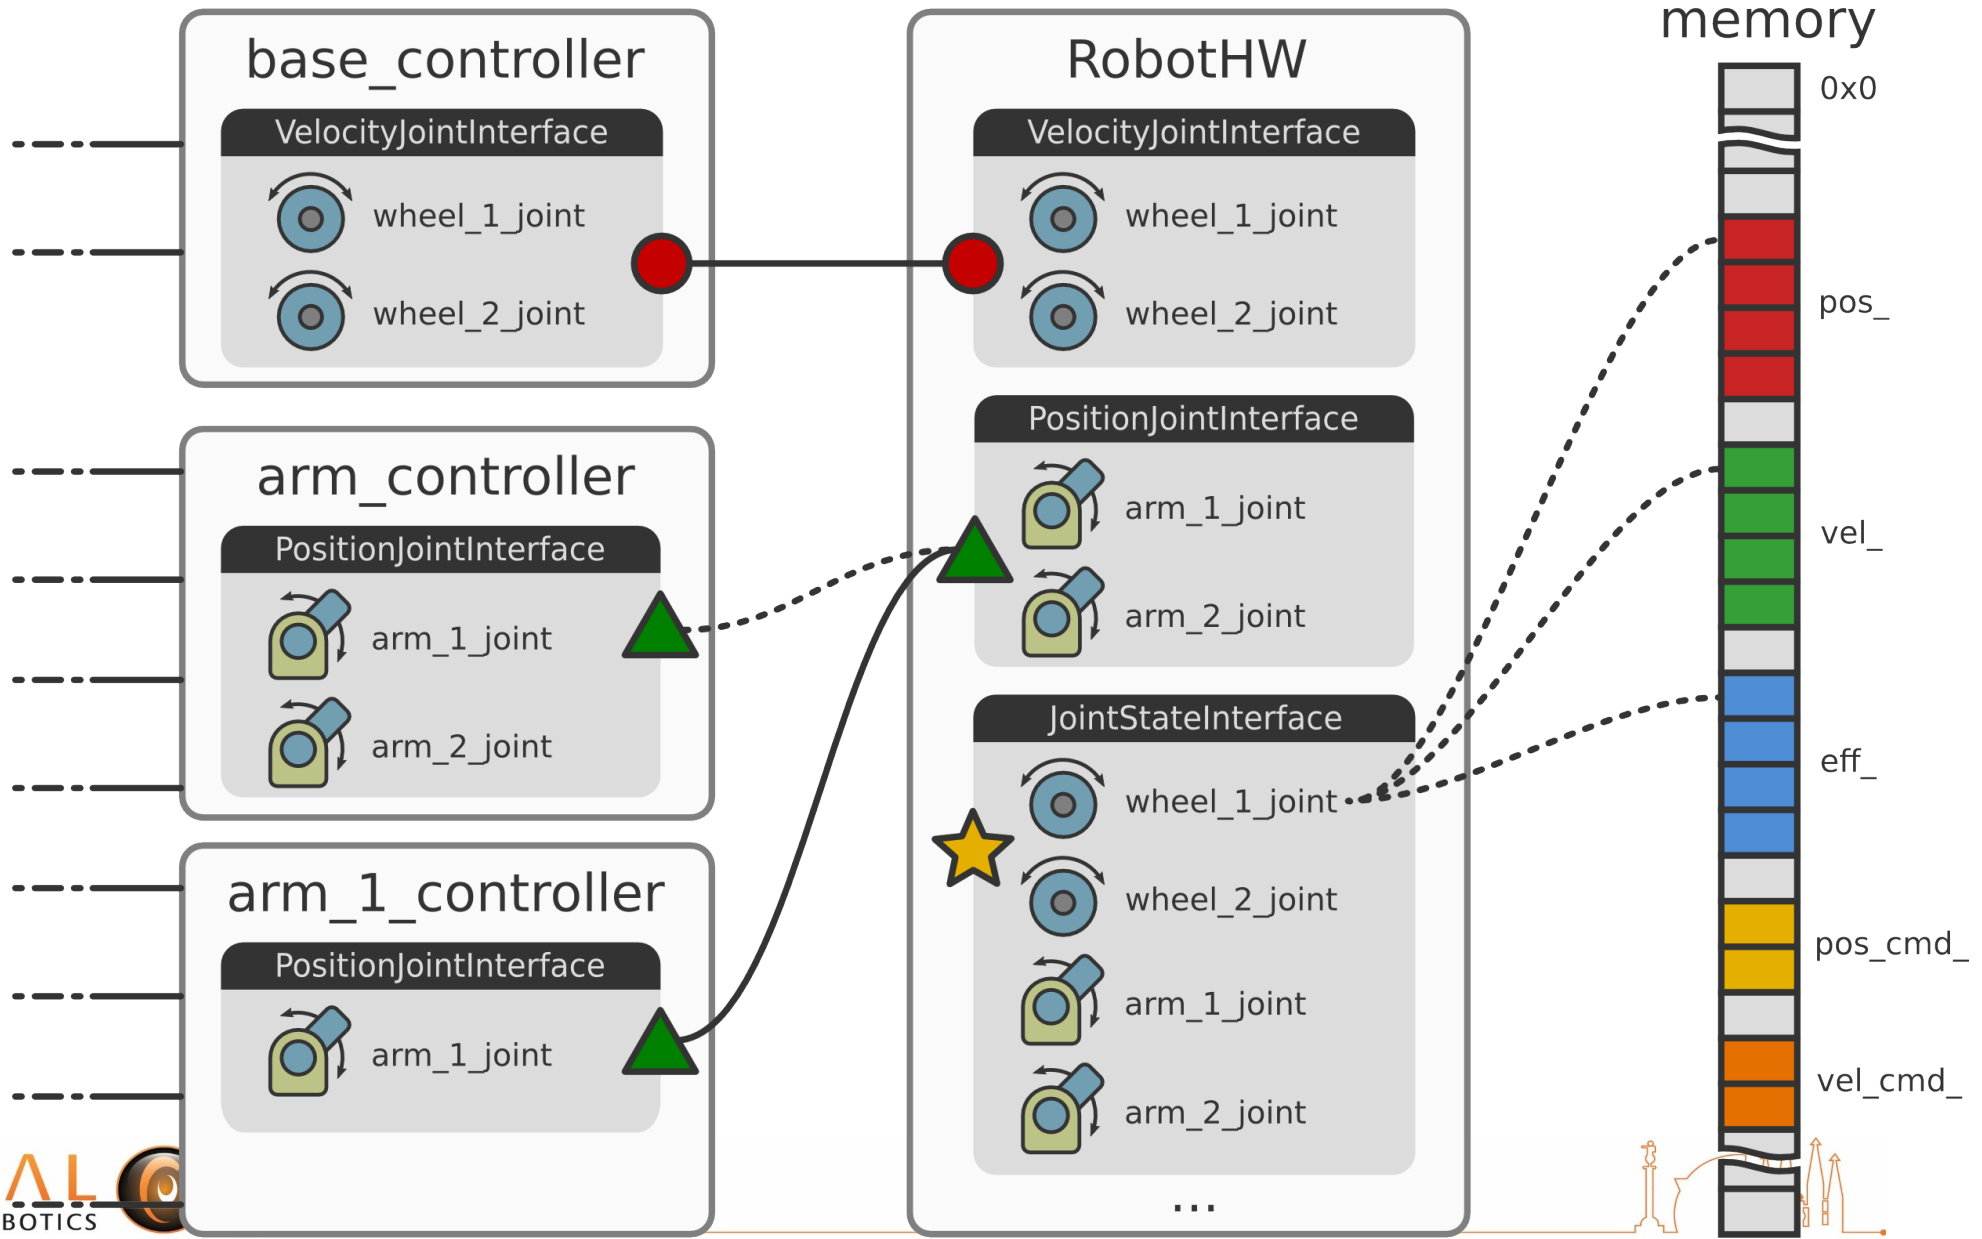 base_controller
VelocityJointInterface
wheel_1_joint
wheel_2_joint
arm_controller
PositionJointInterface
arm_1_joint
arm_2_joint
arm_1_controller
PositionJointInterface
arm_1_joint
AL
BOTICS
RobotHW
VelocityJointInterface
wheel_1_joint
wheel_2_joint
PositionJointInterface
arm_1_joint
arm_2_joint
JointStateInterface
wheel_1_joint
wheel_2_joint
arm_1_joint
arm_2_joint
...
memory
0x0
pos_
vel_
eff_
pos_cmd_
vel_cmd_